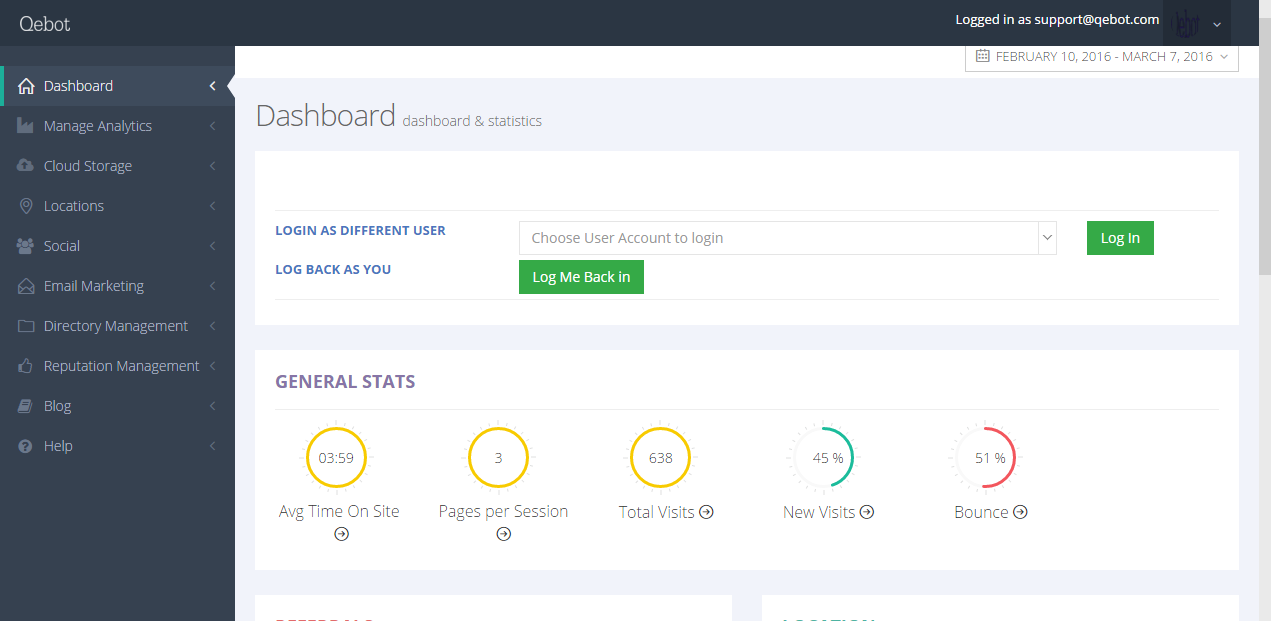 Qebot
Logged in as support@qebot.com
FEBRUARY 10, 2016 - MARCH 7, 2016
Dashboard
Manage Analytics
Cloud Storage
Locations
Social
Email Marketing
Directory Management
Reputation Management
Blog
Help
Dashboard dashboard & statistics
LOGIN AS DIFFERENT USER
Choose User Account to login
Log In
LOG BACK AS YOU
Log Me Back in
GENERAL STATS
03:59
3
638
45 %
51 %
Avg Time On Site
Pages per Session
Total Visits
New Visits
Bounce
REFERRALS
LOCATION